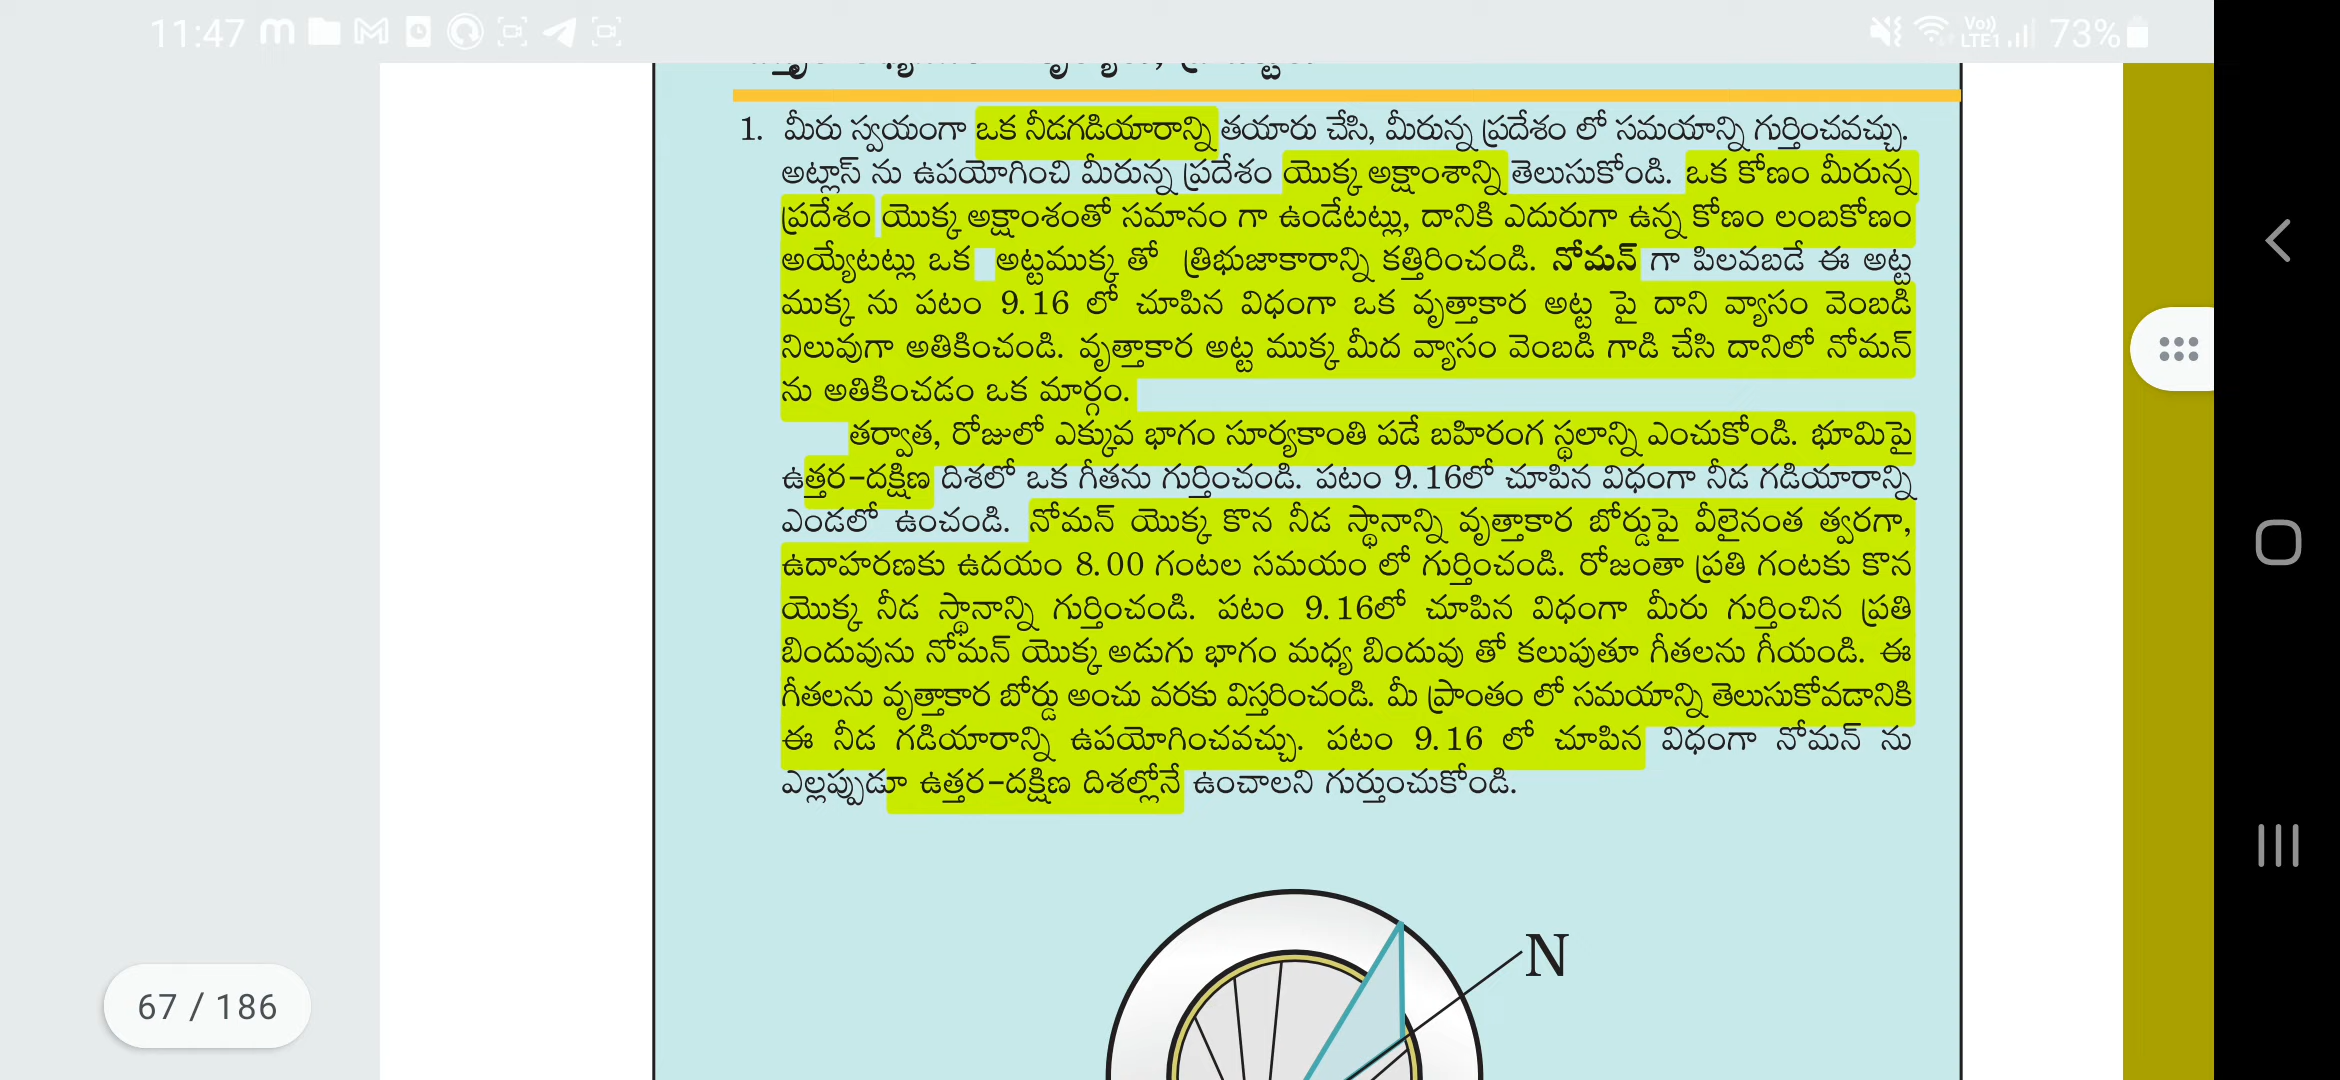 11:47
Vo)) LTE1 73%
1. మీరు స్వయంగా ఒక నీడగడియారాన్ని తయారు చేసి, మీరున్న ప్రదేశం లో సమయాన్ని గుర్తించవచ్చు.
అట్లాస్ ను ఉపయోగించి మీరున్న ప్రదేశం యొక్క అక్షాంశాన్ని తెలుసుకోండి. ఒక కోణం మీరున్న
ప్రదేశం యొక్క అక్షాంశంతో సమానం గా ఉండేటట్లు, దానికి ఎదురుగా ఉన్న కోణం లంబకోణం
అయ్యేటట్లు ఒక అట్టముక్క తో త్రిభుజాకారాన్ని కత్తిరించండి. నోమన్ గా పిలవబడే ఈ అట్ట
ముక్క ను పటం 9.16 లో చూపిన విధంగా ఒక వృత్తాకార అట్ట పై దాని వ్యాసం వెంబడి
నిలువుగా అతికించండి. వృత్తాకార అట్ట ముక్క మీద వ్యాసం వెంబడి గాడి చేసి దానిలో నోమన్
ను అతికించడం ఒక మార్గం.
తర్వాత, రోజులో ఎక్కువ భాగం సూర్యకాంతి పడే బహిరంగ స్థలాన్ని ఎంచుకోండి. భూమిపై
ఉత్తర-దక్షిణ దిశలో ఒక గీతను గుర్తించండి. పటం 9.16లో చూపిన విధంగా నీడ గడియారాన్ని
ఎండలో ఉంచండి. నోమన్ యొక్క కొన నీడ స్థానాన్ని వృత్తాకార బోర్డుపై వీలైనంత త్వరగా,
ఉదాహరణకు ఉదయం 8.00 గంటల సమయం లో గుర్తించండి. రోజంతా ప్రతి గంటకు కొన
యొక్క నీడ స్థానాన్ని గుర్తించండి. పటం 9.16లో చూపిన విధంగా మీరు గుర్తించిన ప్రతి
బిందువును నోమన్ యొక్క అడుగు భాగం మధ్య బిందువు తో కలుపుతూ గీతలను గీయండి. ఈ
గీతలను వృత్తాకార బోర్డు అంచు వరకు విస్తరించండి. మీ ప్రాంతం లో సమయాన్ని తెలుసుకోవడానికి
ఈ నీడ గడియారాన్ని ఉపయోగించవచ్చు. పటం 9.16 లో చూపిన విధంగా నోమన్ ను
ఎల్లప్పుడూ ఉత్తర-దక్షిణ దిశల్లోనే ఉంచాలని గుర్తుంచుకోండి.
N
67 / 186